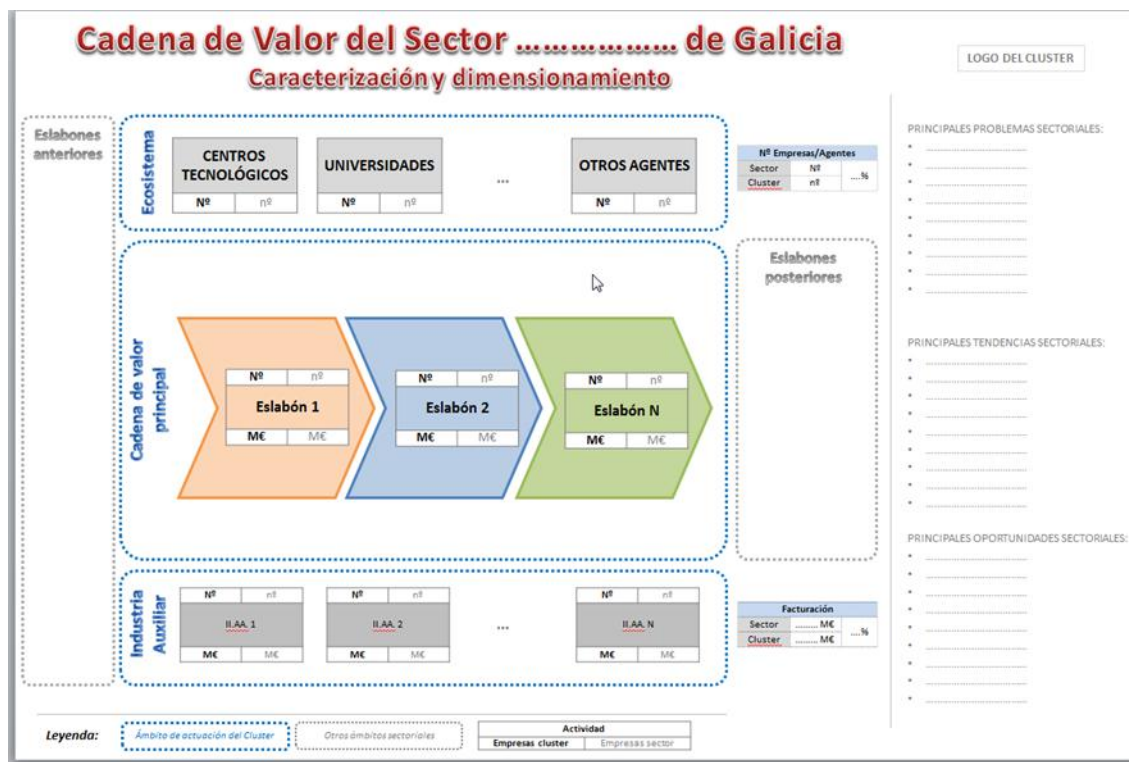 Cadena de Valor del Sector ……………… de Galicia
Caracterización y dimensionamiento
LOGO DEL CLUSTER
Eslabones
anteriores
Ecosistema
CENTROS
TECNOLÓGICOS
Nº nº
UNIVERSIDADES
Nº nº
...
OTROS AGENTES
Nº nº
Nº Empresas/Agentes
Sector Nº
....%
Cluster nº
Cadena de valor
principal
Nº nº
Eslabón 1
M€ M€
Nº nº
Eslabón 2
M€ M€
Nº nº
Eslabón N
M€ M€
Eslabones
posteriores
Industria
Auxiliar
Nº nº
II.AA. 1
M€ M€
Nº nº
II.AA. 2
M€ M€
...
Nº nº
II.AA. N
M€ M€
Facturación
Sector ......... M€
....%
Cluster ......... M€
PRINCIPALES PROBLEMAS SECTORIALES:
PRINCIPALES TENDENCIAS SECTORIALES:
PRINCIPALES OPORTUNIDADES SECTORIALES:
Leyenda:
Ámbito de actuación del Cluster
Otros ámbitos sectoriales
Actividad
Empresas cluster Empresas sector